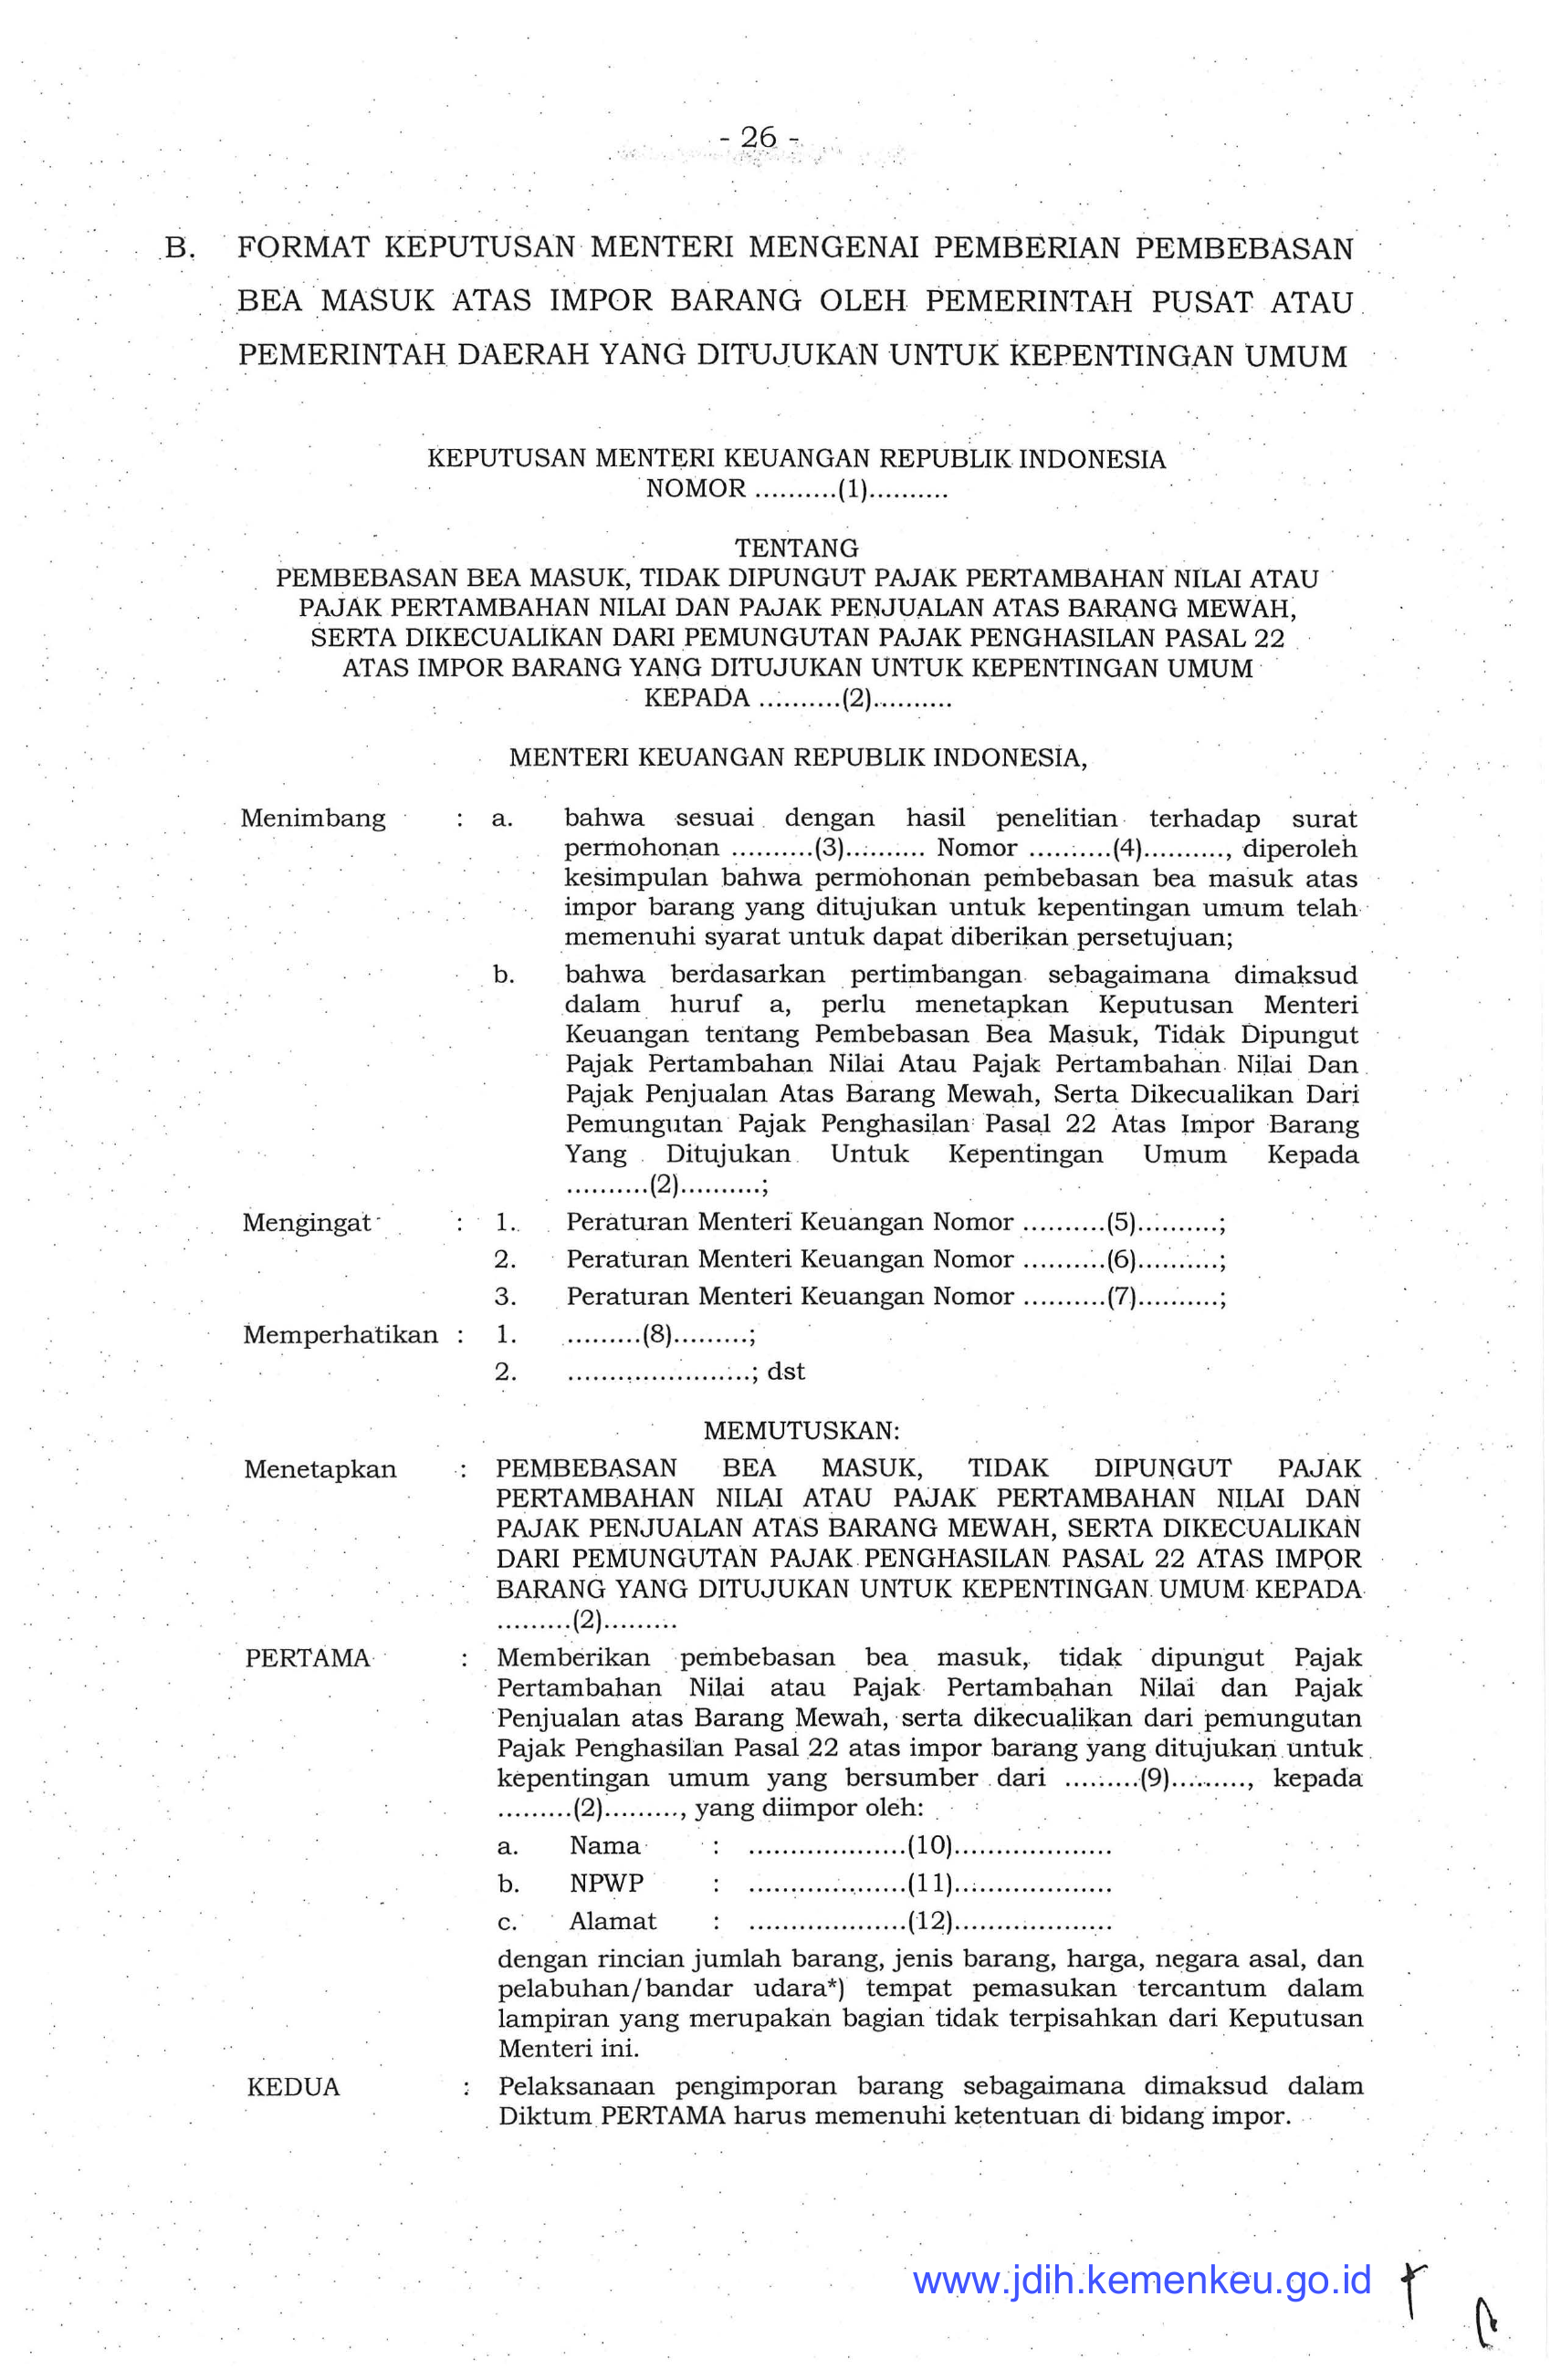 - 26 -
B. FORMAT KEPUTUSAN MENTERI MENGENAI PEMBERIAN PEMBEBASAN
BEA MASUK ATAS IMPOR BARANG OLEH PEMERINTAH PUSAT ATAU
PEMERINTAH DAERAH YANG DITUJUKAN UNTUK KEPENTINGAN UMUM
KEPUTUSAN MENTERI KEUANGAN REPUBLIK INDONESIA
NOMOR ..........(1)..........
TENTANG
PEMBEBASAN BEA MASUK, TIDAK DIPUNGUT PAJAK PERTAMBAHAN NILAI ATAU
PAJAK PERTAMBAHAN NILAI DAN PAJAK PENJUALAN ATAS BARANG MEWAH,
SERTA DIKECUALIKAN DARI PEMUNGUTAN PAJAK PENGHASILAN PASAL 22
ATAS IMPOR BARANG YANG DITUJUKAN UNTUK KEPENTINGAN UMUM
KEPADA ..........(2)..........
MENTERI KEUANGAN REPUBLIK INDONESIA,
Menimbang : a. bahwa sesuai dengan hasil penelitian terhadap surat
permohonan ..........(3).......... Nomor ..........(4).........., diperoleh
kesimpulan bahwa permohonan pembebasan bea masuk atas
impor barang yang ditujukan untuk kepentingan umum telah
memenuhi syarat untuk dapat diberikan persetujuan;
b. bahwa berdasarkan pertimbangan sebagaimana dimaksud
dalam huruf a, perlu menetapkan Keputusan Menteri
Keuangan tentang Pembebasan Bea Masuk, Tidak Dipungut
Pajak Pertambahan Nilai Atau Pajak Pertambahan Nilai Dan
Pajak Penjualan Atas Barang Mewah, Serta Dikecualikan Dari
Pemungutan Pajak Penghasilan Pasal 22 Atas Impor Barang
Yang Ditujukan Untuk Kepentingan Umum Kepada
..........(2)..........;
Mengingat : 1. Peraturan Menteri Keuangan Nomor ..........(5)..........;
2. Peraturan Menteri Keuangan Nomor ..........(6)..........;
3. Peraturan Menteri Keuangan Nomor ..........(7)..........;
Memperhatikan : 1. .........(8).........;
2. ......................; dst
MEMUTUSKAN:
Menetapkan : PEMBEBASAN BEA MASUK, TIDAK DIPUNGUT PAJAK
PERTAMBAHAN NILAI ATAU PAJAK PERTAMBAHAN NILAI DAN
PAJAK PENJUALAN ATAS BARANG MEWAH, SERTA DIKECUALIKAN
DARI PEMUNGUTAN PAJAK PENGHASILAN PASAL 22 ATAS IMPOR
BARANG YANG DITUJUKAN UNTUK KEPENTINGAN UMUM KEPADA
.........(2).........
PERTAMA : Memberikan pembebasan bea masuk, tidak dipungut Pajak
Pertambahan Nilai atau Pajak Pertambahan Nilai dan Pajak
Penjualan atas Barang Mewah, serta dikecualikan dari pemungutan
Pajak Penghasilan Pasal 22 atas impor barang yang ditujukan untuk
kepentingan umum yang bersumber dari .........(9)........., kepada
.........(2)........., yang diimpor oleh:
a. Nama : ...................(10)...................
b. NPWP : ...................(11)...................
c. Alamat : ...................(12)...................
dengan rincian jumlah barang, jenis barang, harga, negara asal, dan
pelabuhan/bandar udara*) tempat pemasukan tercantum dalam
lampiran yang merupakan bagian tidak terpisahkan dari Keputusan
Menteri ini.
KEDUA : Pelaksanaan pengimporan barang sebagaimana dimaksud dalam
Diktum PERTAMA harus memenuhi ketentuan di bidang impor.
www.jdih.kemenkeu.go.id